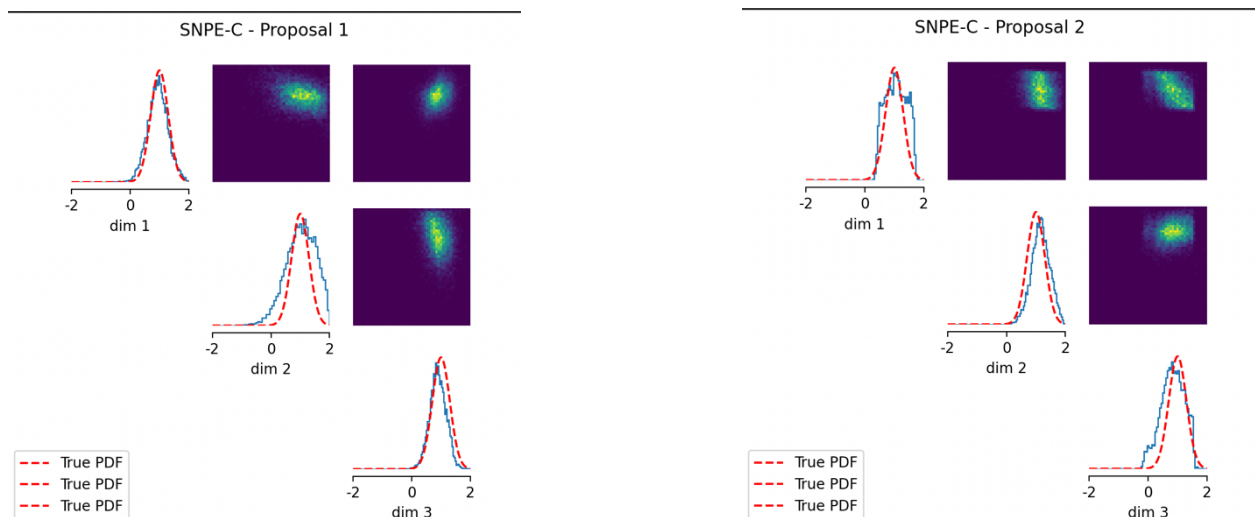 SNPE-C - Proposal 1
-2 0 2
dim 1
-2 0 2
dim 2
-2 0 2
dim 3
True PDF
True PDF
True PDF
SNPE-C - Proposal 2
-2 0 2
dim 1
-2 0 2
dim 2
-2 0 2
dim 3
True PDF
True PDF
True PDF